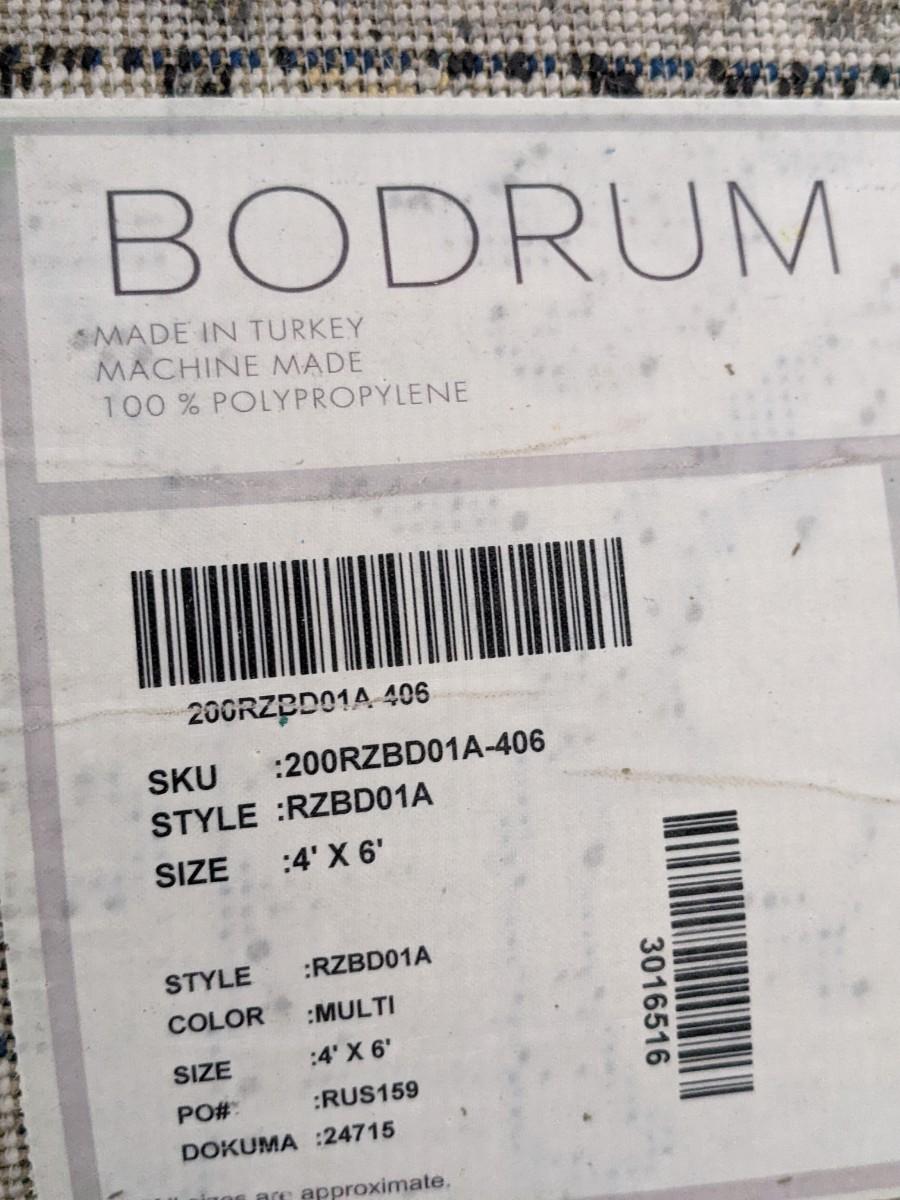 BODRUM
MADE IN TURKEY
MACHINE MADE
100 % POLYPROPYLENE
200RZBD01A-406
SKU :200RZBD01A-406
STYLE :RZBD01A
SIZE :4' X 6'
STYLE :RZBD01A
COLOR :MULTI
SIZE :4' X 6'
PO# :RUS159
DOKUMA :24715
3016516
sizes are approximate.